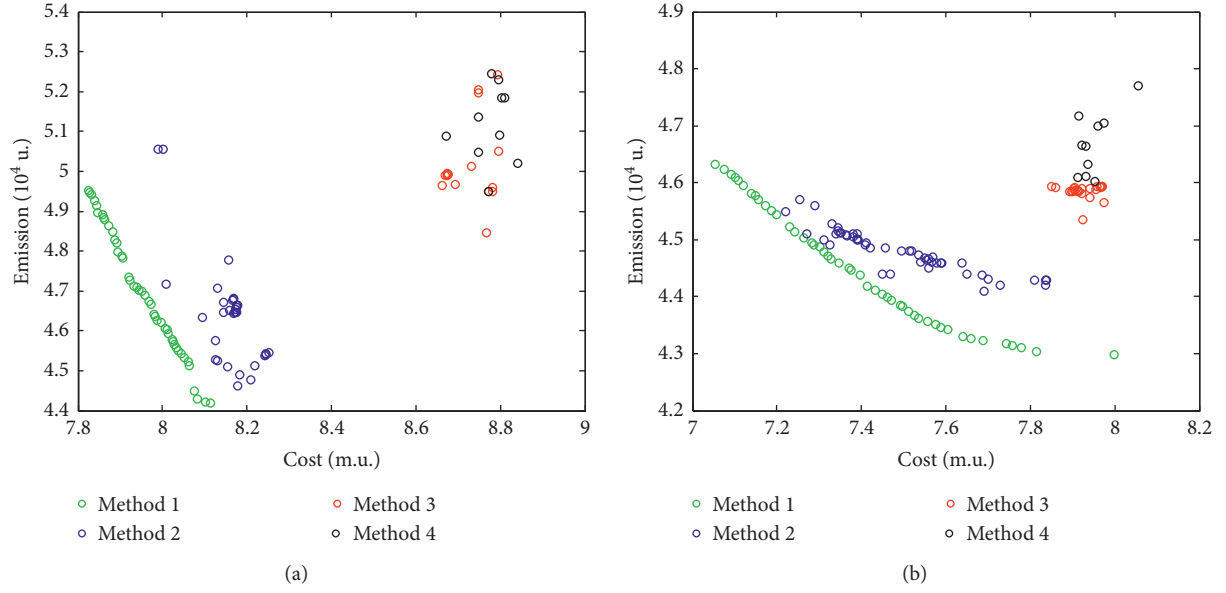 5.4
5.3
5.2
5.1
5
4.9
4.8
4.7
4.6
4.5
4.4
Emission (10⁴ u.)
7.8 8 8.2 8.4 8.6 8.8 9
Cost (m.u.)
Method 1 Method 3
Method 2 Method 4
(a)
4.9
4.8
4.7
4.6
4.5
4.4
4.3
4.2
Emission (10⁴ u.)
7 7.2 7.4 7.6 7.8 8 8.2
Cost (m.u.)
Method 1 Method 3
Method 2 Method 4
(b)